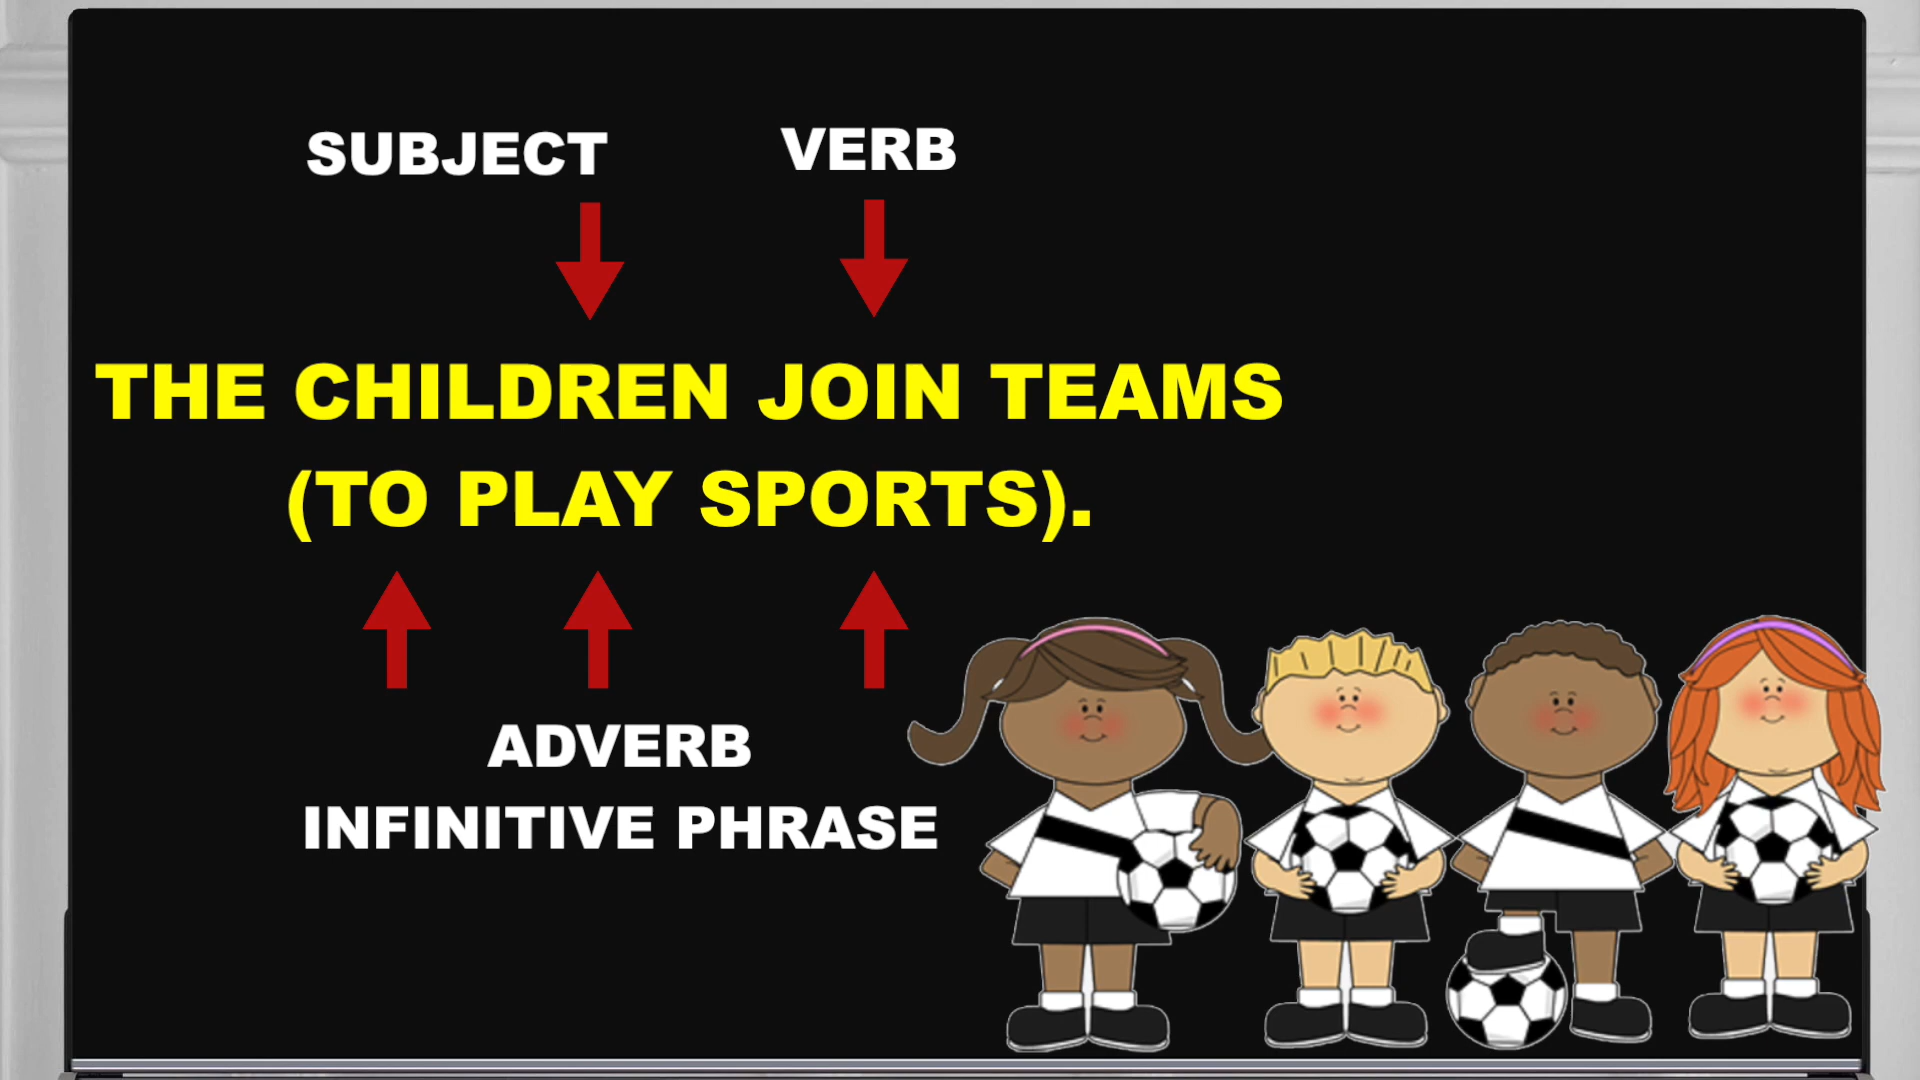 SUBJECT VERB
THE CHILDREN JOIN TEAMS
(TO PLAY SPORTS).
ADVERB
INFINITIVE PHRASE